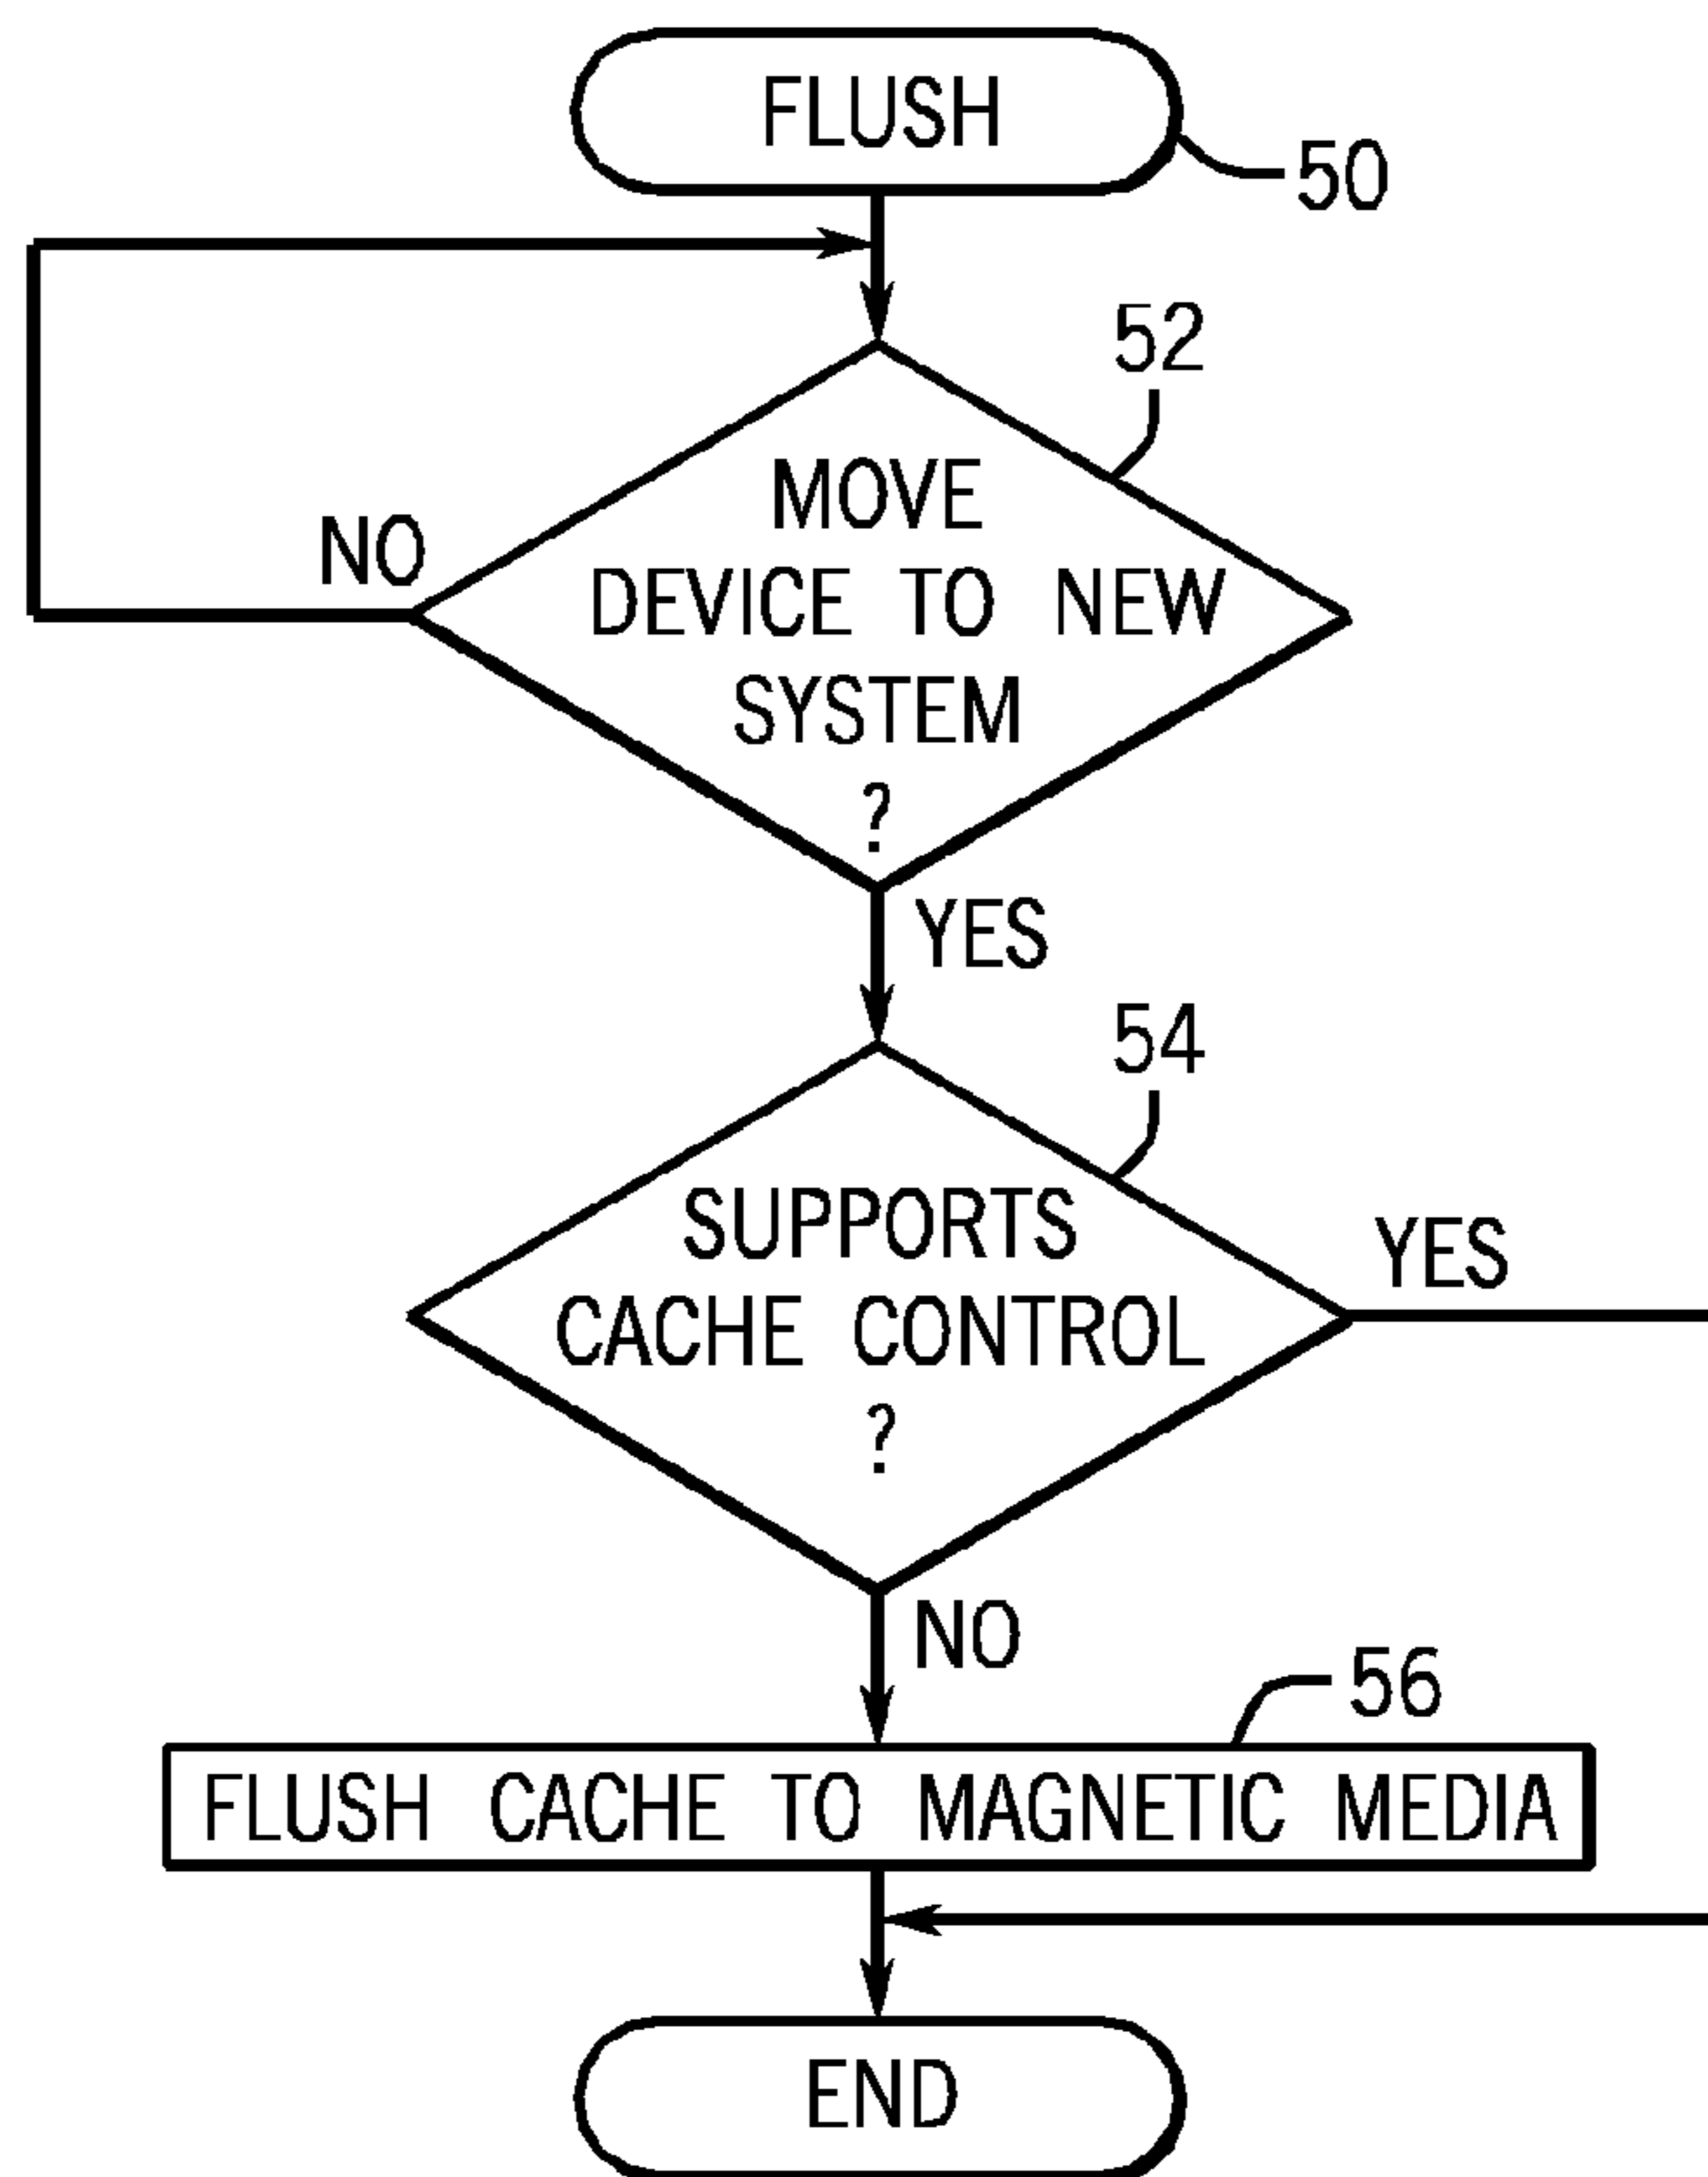 FLUSH
50
52
MOVE
DEVICE TO NEW
SYSTEM
?
NO
YES
54
SUPPORTS
CACHE CONTROL
?
YES
NO
56
FLUSH CACHE TO MAGNETIC MEDIA
END